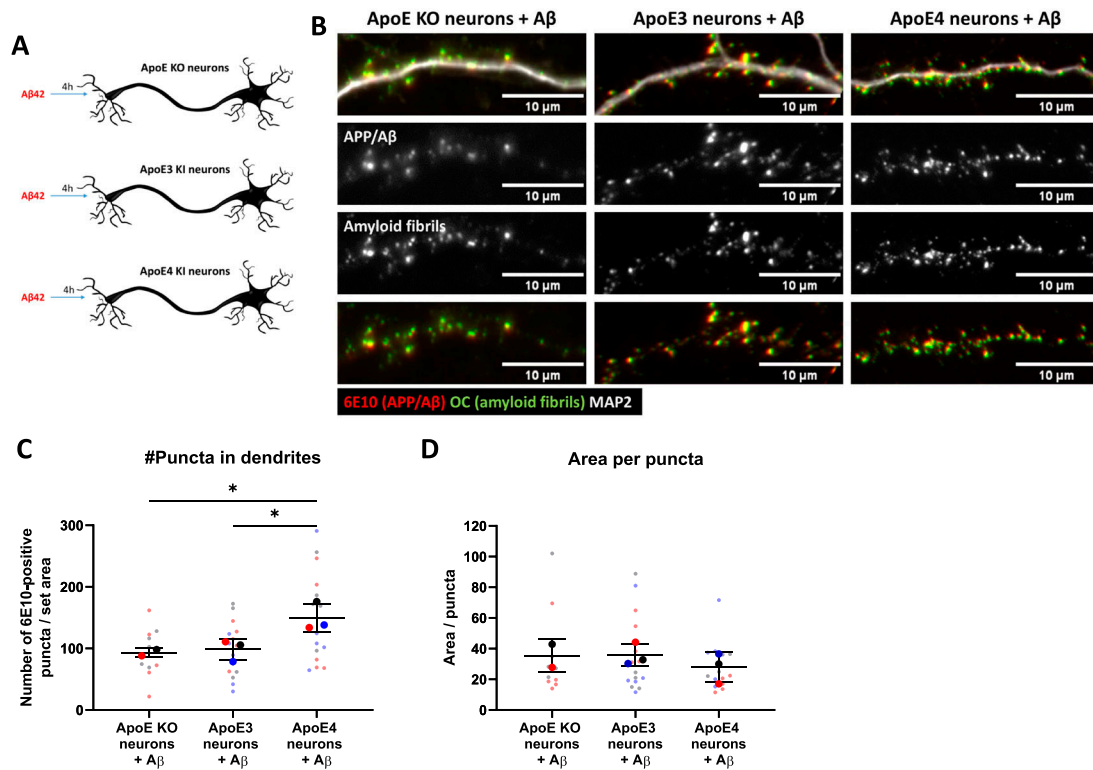 A
ApoE KO neurons
Aβ42
4h
ApoE3 KI neurons
Aβ42
4h
ApoE4 KI neurons
Aβ42
4h
B
ApoE KO neurons + Aβ
ApoE3 neurons + Aβ
ApoE4 neurons + Aβ
10 µm
10 µm
10 µm
APP/Aβ
10 µm
10 µm
10 µm
Amyloid fibrils
10 µm
10 µm
10 µm
10 µm
10 µm
10 µm
6E10 (APP/Aβ) OC (amyloid fibrils) MAP2
C
#Puncta in dendrites
*
*
Number of 6E10-positive
puncta / set area
300
200
100
0
ApoE KO
neurons
+ Aβ
ApoE3
neurons
+ Aβ
ApoE4
neurons
+ Aβ
D
Area per puncta
Area / puncta
120
100
80
60
40
20
0
ApoE KO
neurons
+ Aβ
ApoE3
neurons
+ Aβ
ApoE4
neurons
+ Aβ